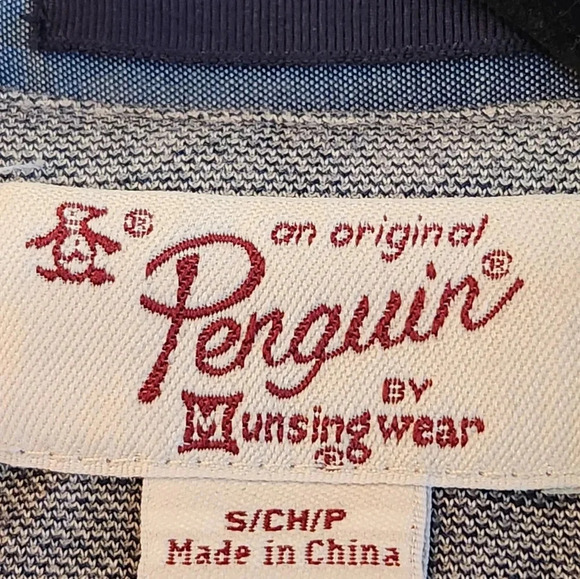 ®
an original
Penguin®
BY
Munsingwear
®
S/CH/P
Made in China